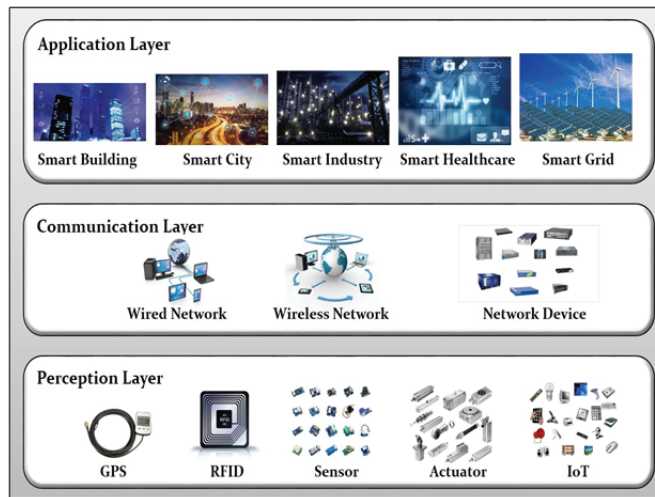 Application Layer
Smart Building Smart City Smart Industry Smart Healthcare Smart Grid
Communication Layer
Wired Network Wireless Network Network Device
Perception Layer
GPS RFID Sensor Actuator IoT